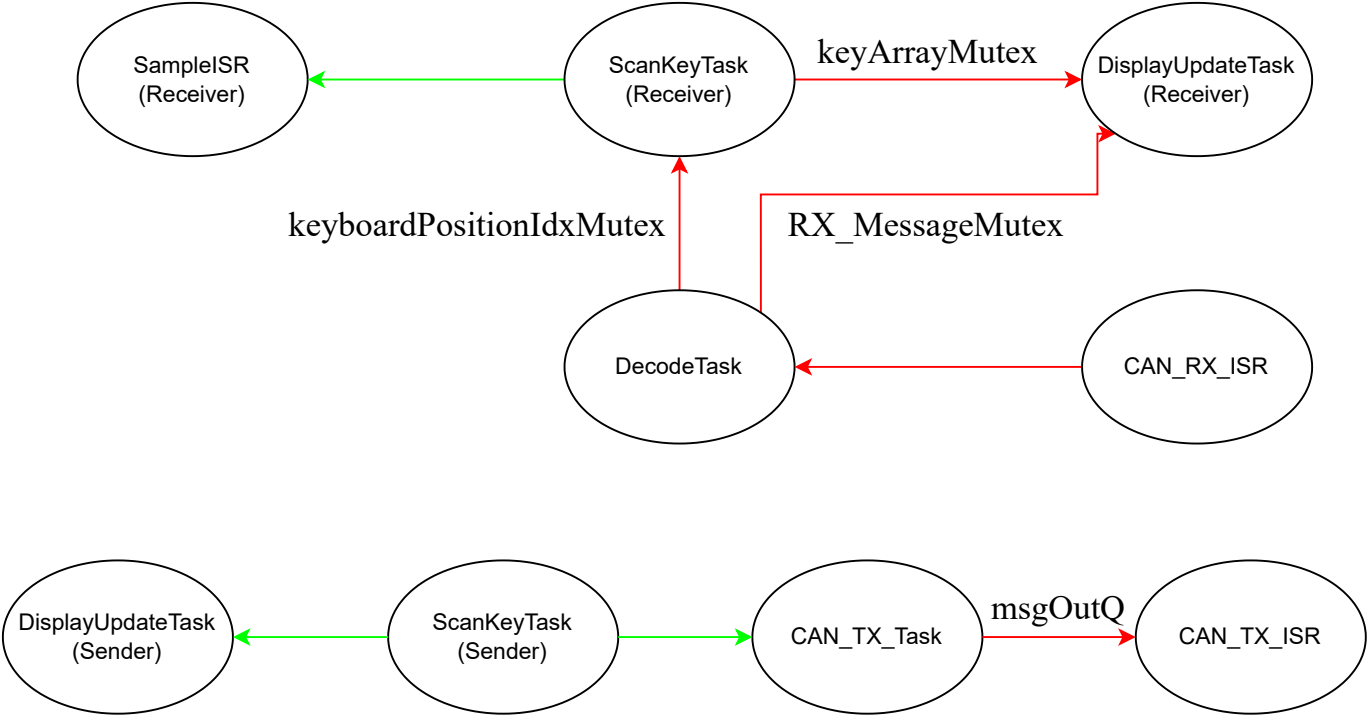 SampleISR
(Receiver)
ScanKeyTask
(Receiver)
keyArrayMutex
DisplayUpdateTask
(Receiver)
keyboardPositionIdxMutex
RX_MessageMutex
DecodeTask
CAN_RX_ISR
DisplayUpdateTask
(Sender)
ScanKeyTask
(Sender)
CAN_TX_Task
msgOutQ
CAN_TX_ISR